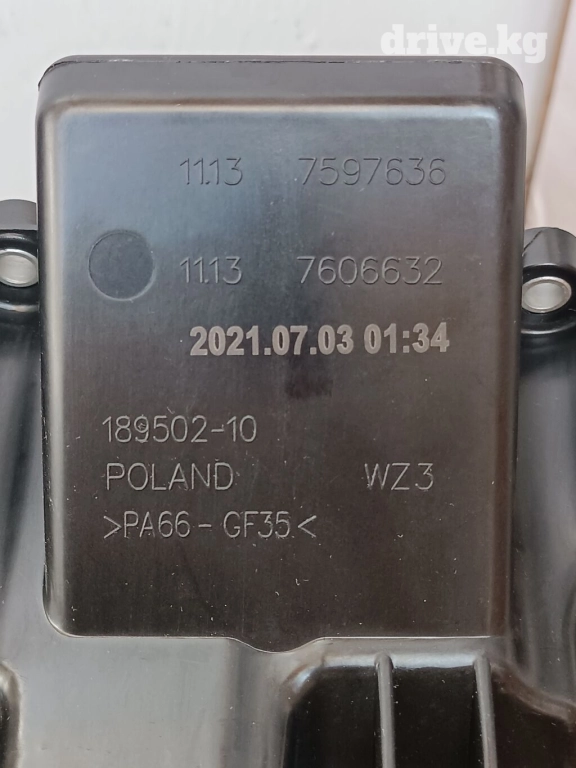 drive.kg
11.13 7597636
11.13 7606632
2021.07.03 01:34
189502-10
POLAND WZ3
>PA66-GF35<